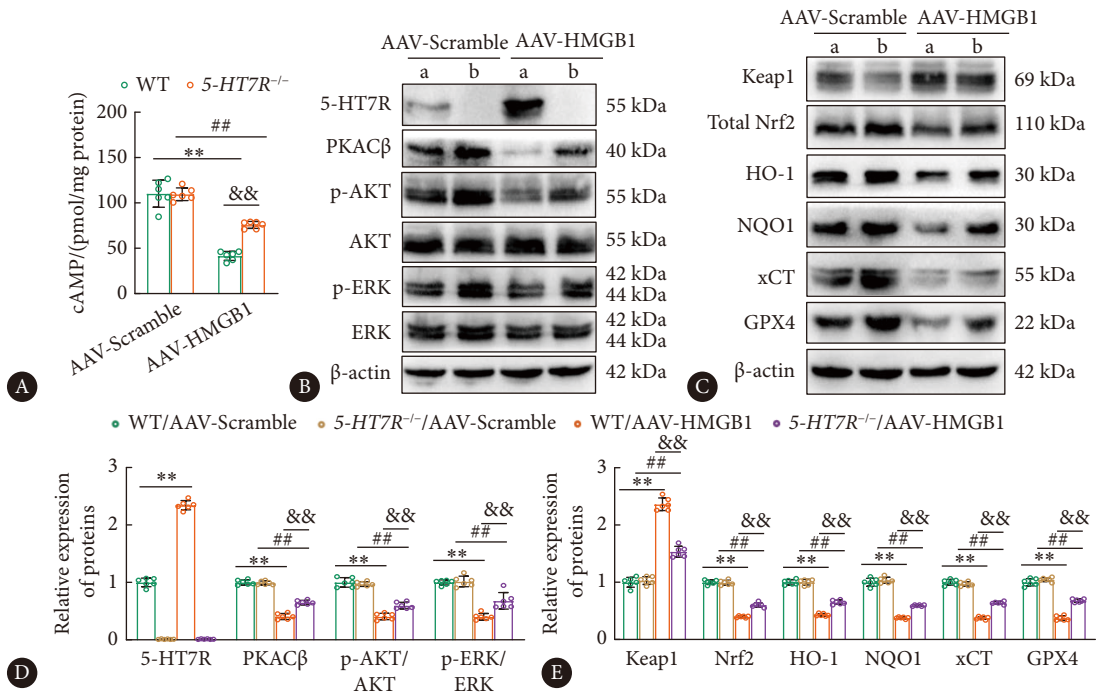 WT 5-HT7R⁻/⁻
cAMP/(pmol/mg protein)
200
150
100
50
0
##
**
&&
AAV-Scramble
AAV-HMGB1
A
AAV-Scramble AAV-HMGB1
a b a b
5-HT7R 55 kDa
PKACβ 40 kDa
p-AKT 55 kDa
AKT 55 kDa
p-ERK 42 kDa
44 kDa
ERK 42 kDa
44 kDa
β-actin 42 kDa
B
AAV-Scramble AAV-HMGB1
a b a b
Keap1 69 kDa
Total Nrf2 110 kDa
HO-1 30 kDa
NQO1 30 kDa
xCT 55 kDa
GPX4 22 kDa
β-actin 42 kDa
C
WT/AAV-Scramble 5-HT7R⁻/⁻/AAV-Scramble WT/AAV-HMGB1 5-HT7R⁻/⁻/AAV-HMGB1
Relative expression
of proteins
3
2
1
0
**
&&
##
**
&&
##
**
&&
##
**
5-HT7R PKACβ p-AKT/ p-ERK/
AKT ERK
D
Relative expression
of proteins
3
2
1
0
&&
##
**
&&
##
**
&&
##
**
&&
##
**
&&
##
**
&&
##
**
Keap1 Nrf2 HO-1 NQO1 xCT GPX4
E